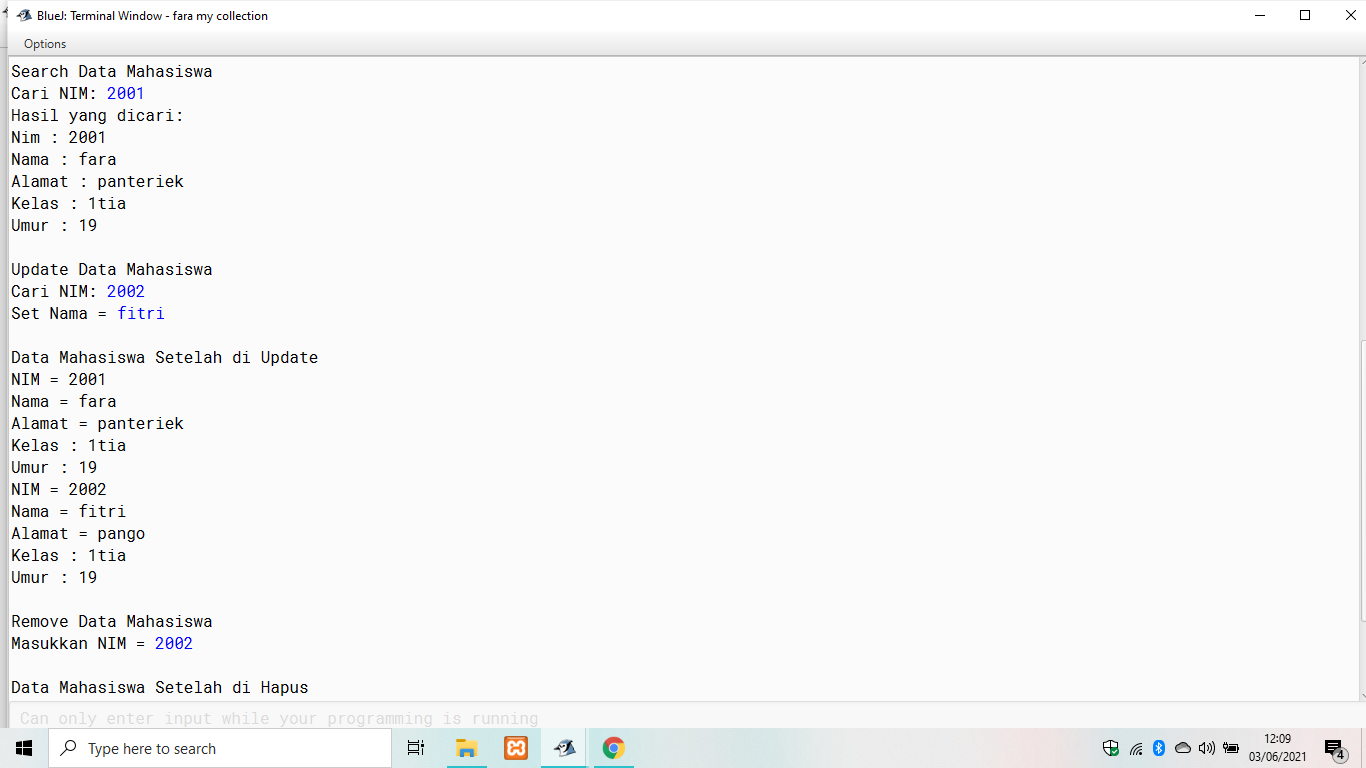 BlueJ: Terminal Window - fara my collection
Options
Search Data Mahasiswa
Cari NIM: 2001
Hasil yang dicari:
Nim : 2001
Nama : fara
Alamat : panteriek
Kelas : 1tia
Umur : 19
Update Data Mahasiswa
Cari NIM: 2002
Set Nama = fitri
Data Mahasiswa Setelah di Update
NIM = 2001
Nama = fara
Alamat = panteriek
Kelas : 1tia
Umur : 19
NIM = 2002
Nama = fitri
Alamat = pango
Kelas : 1tia
Umur : 19
Remove Data Mahasiswa
Masukkan NIM = 2002
Data Mahasiswa Setelah di Hapus
Can only enter input while your programming is running
Type here to search
12:09
03/06/2021
4